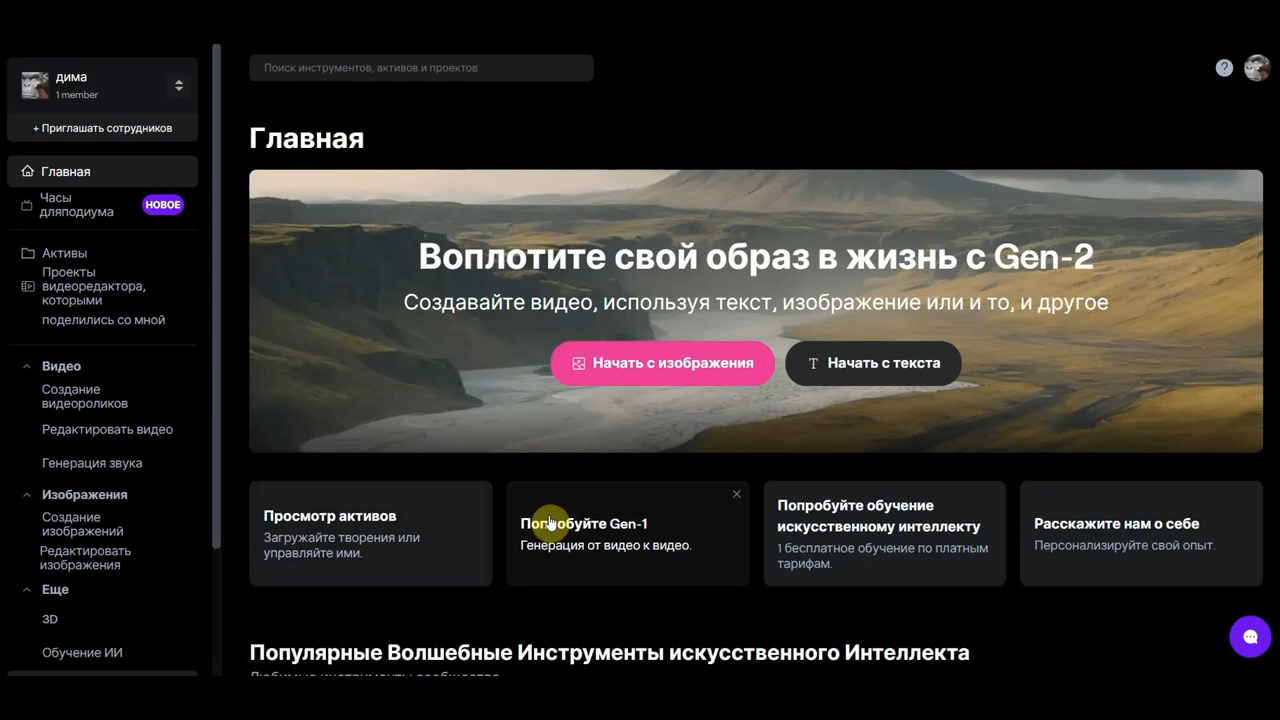 дима
1 member
+ Приглашать сотрудников
Главная
Часы
дляподиума
НОВОЕ
Активы
Проекты
видеоредактора,
которыми
поделились со мной
Видео
Создание
видеороликов
Редактировать видео
Генерация звука
Изображения
Создание
изображений
Редактировать
изображения
Еще
3D
Обучение ИИ
Поиск инструментов, активов и проектов
Главная
Воплотите свой образ в жизнь с Gen-2
Создавайте видео, используя текст, изображение или и то, и другое
Начать с изображения
Начать с текста
Просмотр активов
Загружайте творения или
управляйте ими.
Попробуйте Gen-1
Генерация от видео к видео.
Попробуйте обучение
искусственному интеллекту
1 бесплатное обучение по платным
тарифам.
Расскажите нам о себе
Персонализируйте свой опыт.
Популярные Волшебные Инструменты искусственного Интеллекта